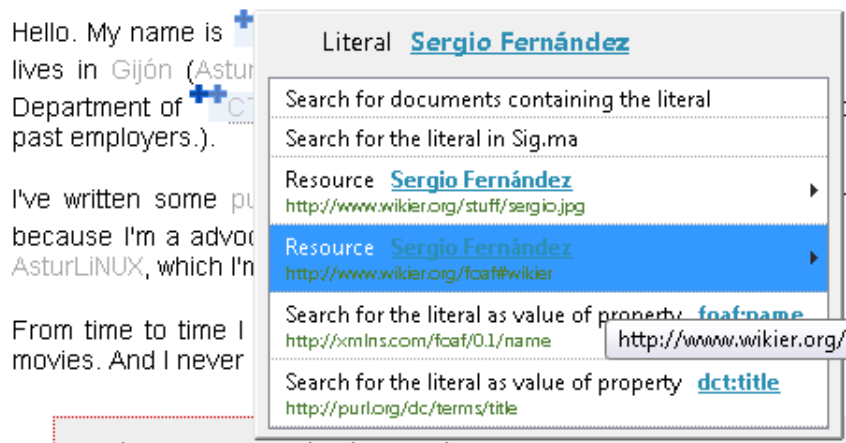 Hello. My name is
lives in Gijón (Astur
Department of
past employers.).
I've written some
because I'm a advoc
AsturLiNUX, which I'm
From time to time I
movies. And I never
Literal Sergio Fernández
Search for documents containing the literal
Search for the literal in Sig.ma
Resource Sergio Fernández
http://www.wikier.org/stuff/sergio.jpg
Resource Sergio Fernández
http://www.wikier.org/foaf#wikier
Search for the literal as value of property foaf:name
http://xmlns.com/foaf/0.1/name
http://www.wikier.org/
Search for the literal as value of property dct:title
http://purl.org/dc/terms/title